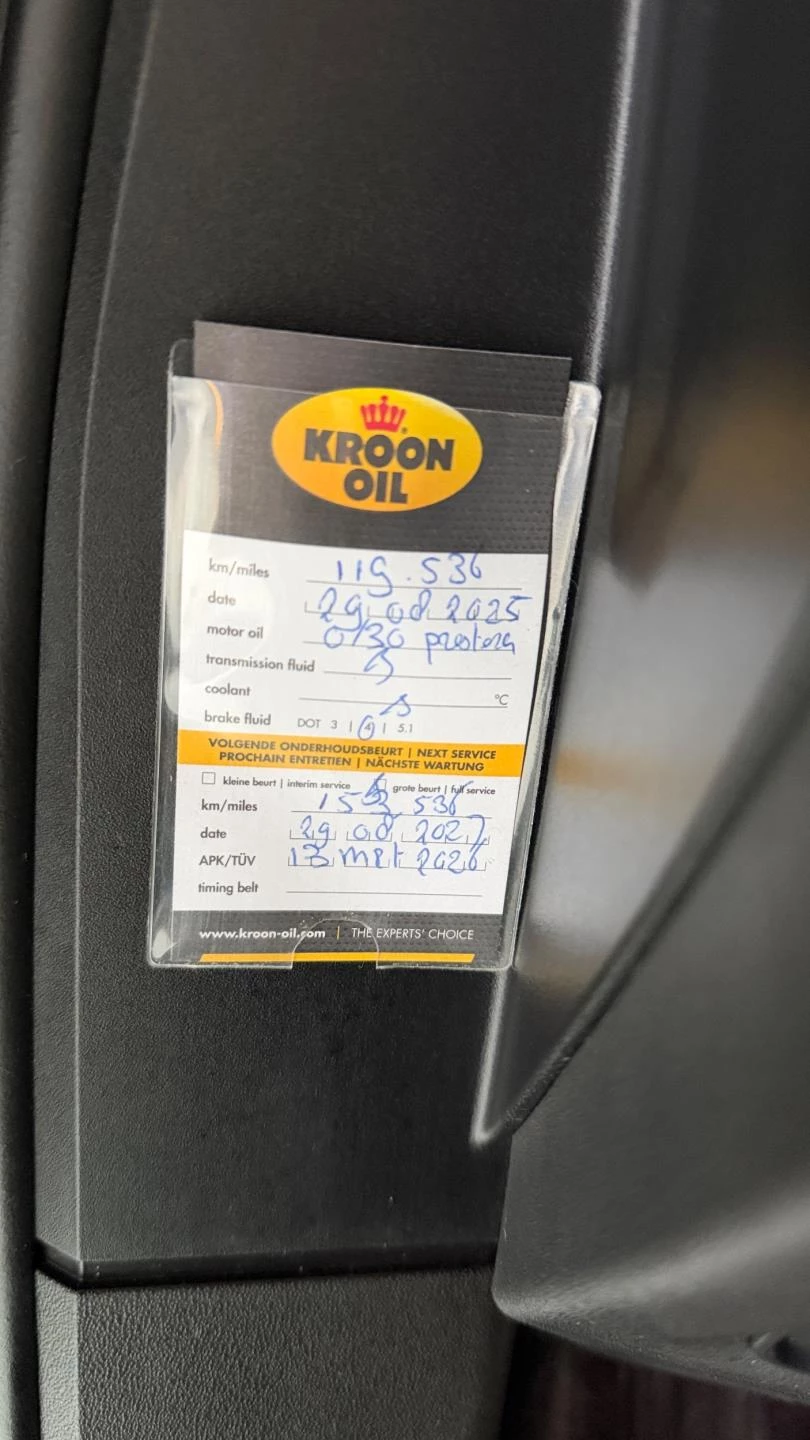 KROON
OIL
km/miles 119.536
date 29 08 2025
motor oil 0/30
transmission fluid
coolant °C
brake fluid DOT 3 | 4 | 5.1
VOLGENDE ONDERHOUDSBEURT | NEXT SERVICE
PROCHAIN ENTRETIEN | NÄCHSTE WARTUNG
kleine beurt | interim service grote beurt | full service
km/miles
date 29 08 2027
APK/TÜV 13 mrt 2026
timing belt
www.kroon-oil.com | THE EXPERTS' CHOICE